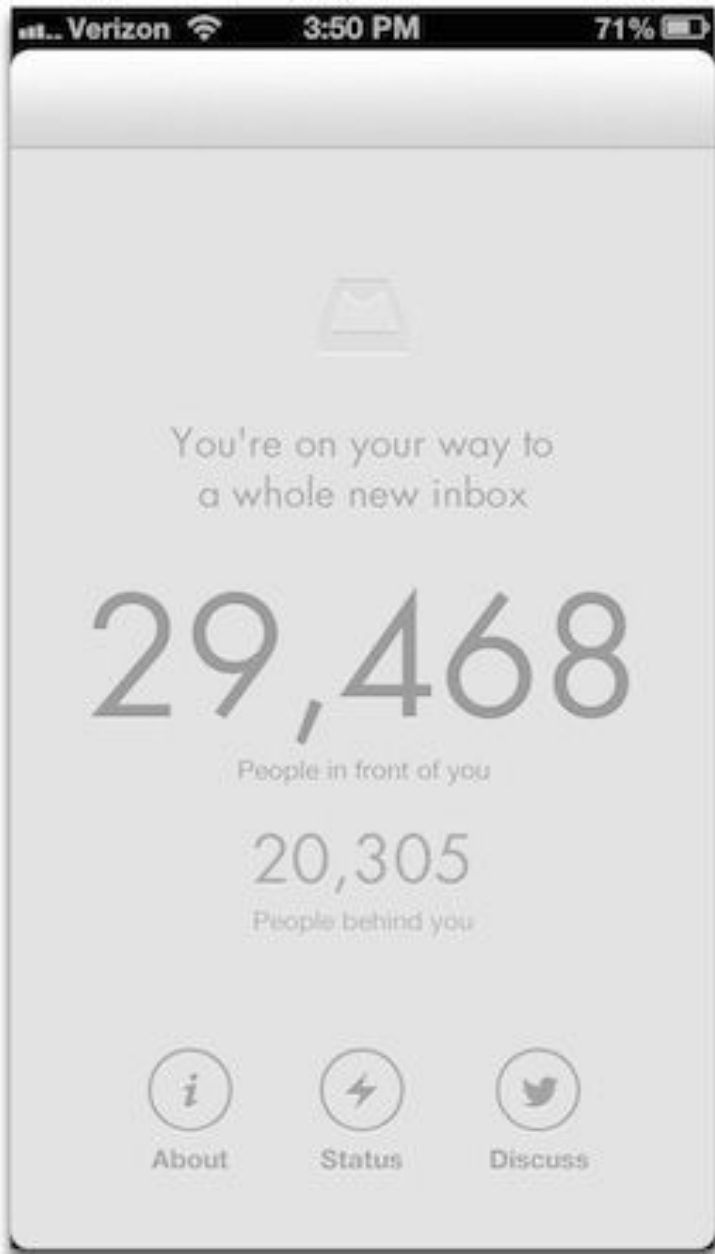 Verizon 3:50 PM 71%
You're on your way to
a whole new inbox
29,468
People in front of you
20,305
People behind you
i
About Status Discuss